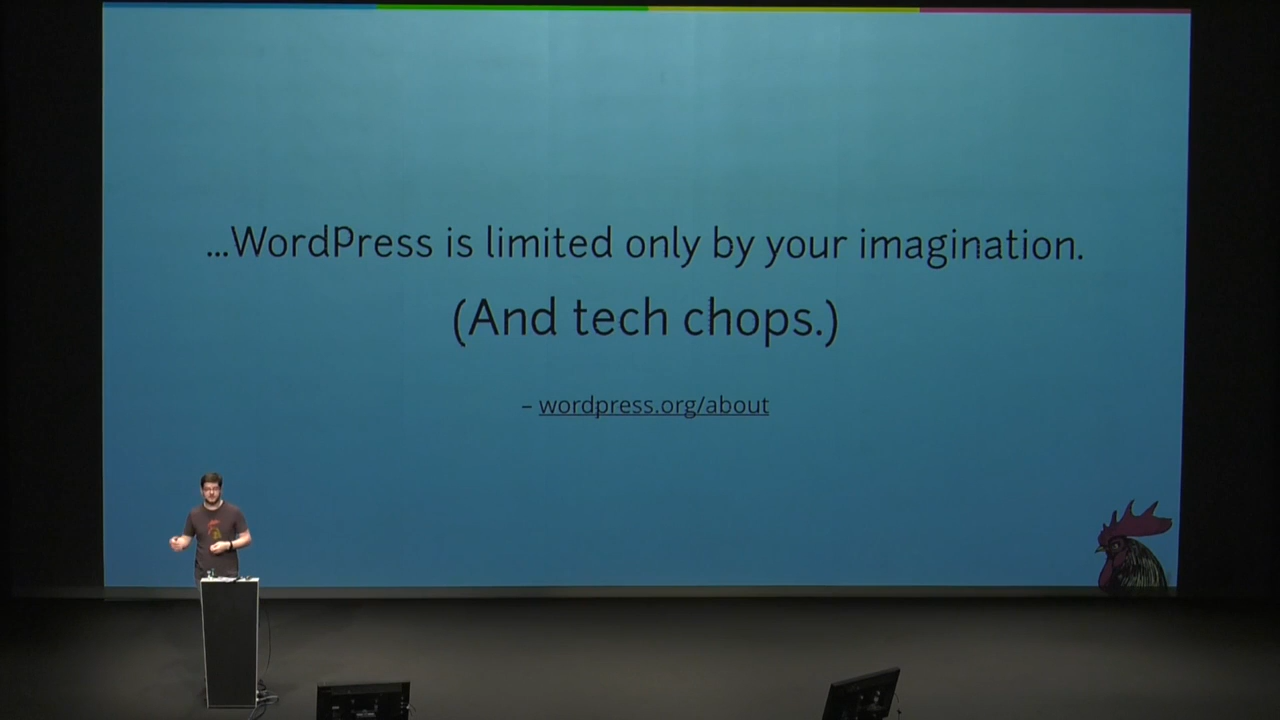 ...WordPress is limited only by your imagination.
(And tech chops.)
– wordpress.org/about